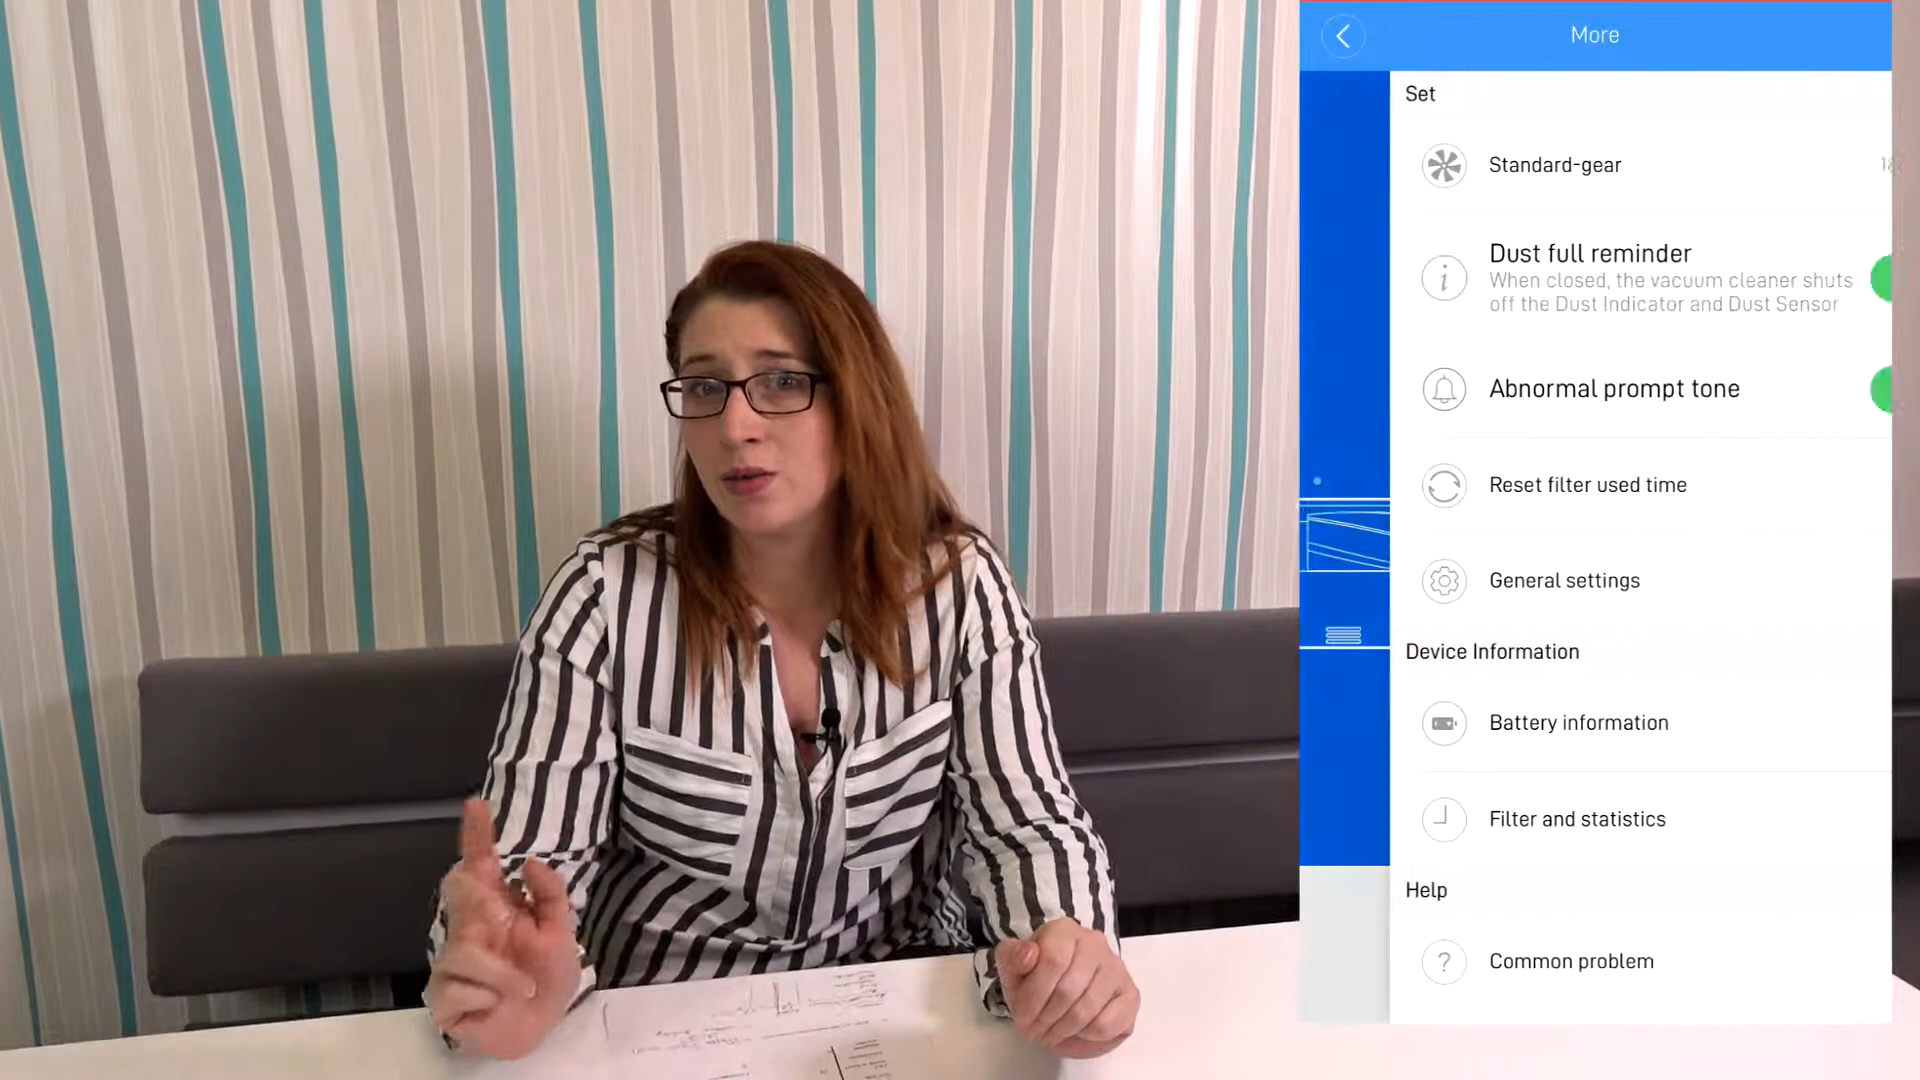 More
Set
Standard-gear
Dust full reminder
When closed, the vacuum cleaner shuts
off the Dust Indicator and Dust Sensor
Abnormal prompt tone
Reset filter used time
General settings
Device Information
Battery information
Filter and statistics
Help
Common problem